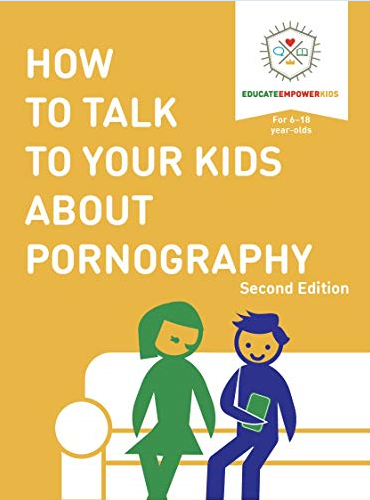 HOW
TO TALK
TO YOUR KIDS
ABOUT
PORNOGRAPHY
Second Edition
EDUCATEEMPOWERKIDS
For 6–18
year-olds